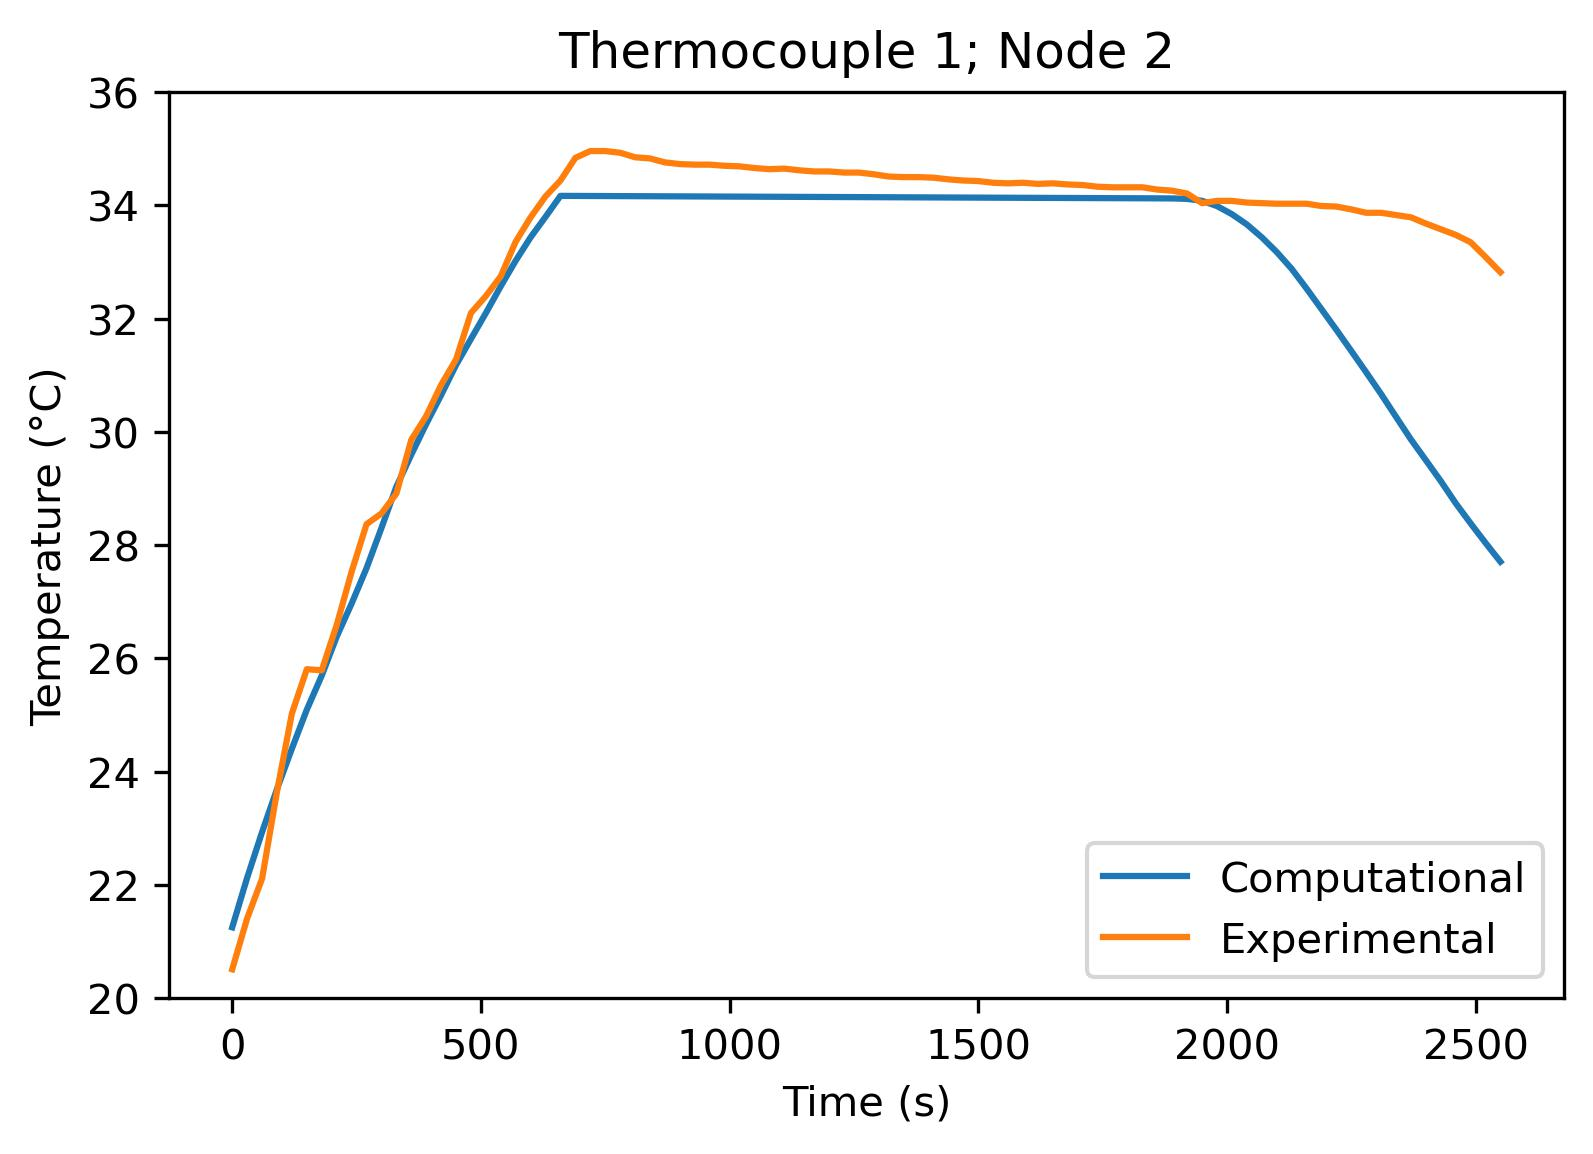 Thermocouple 1; Node 2
36
34
32
30
28
26
24
22
20
Temperature (°C)
Computational
Experimental
0 500 1000 1500 2000 2500
Time (s)